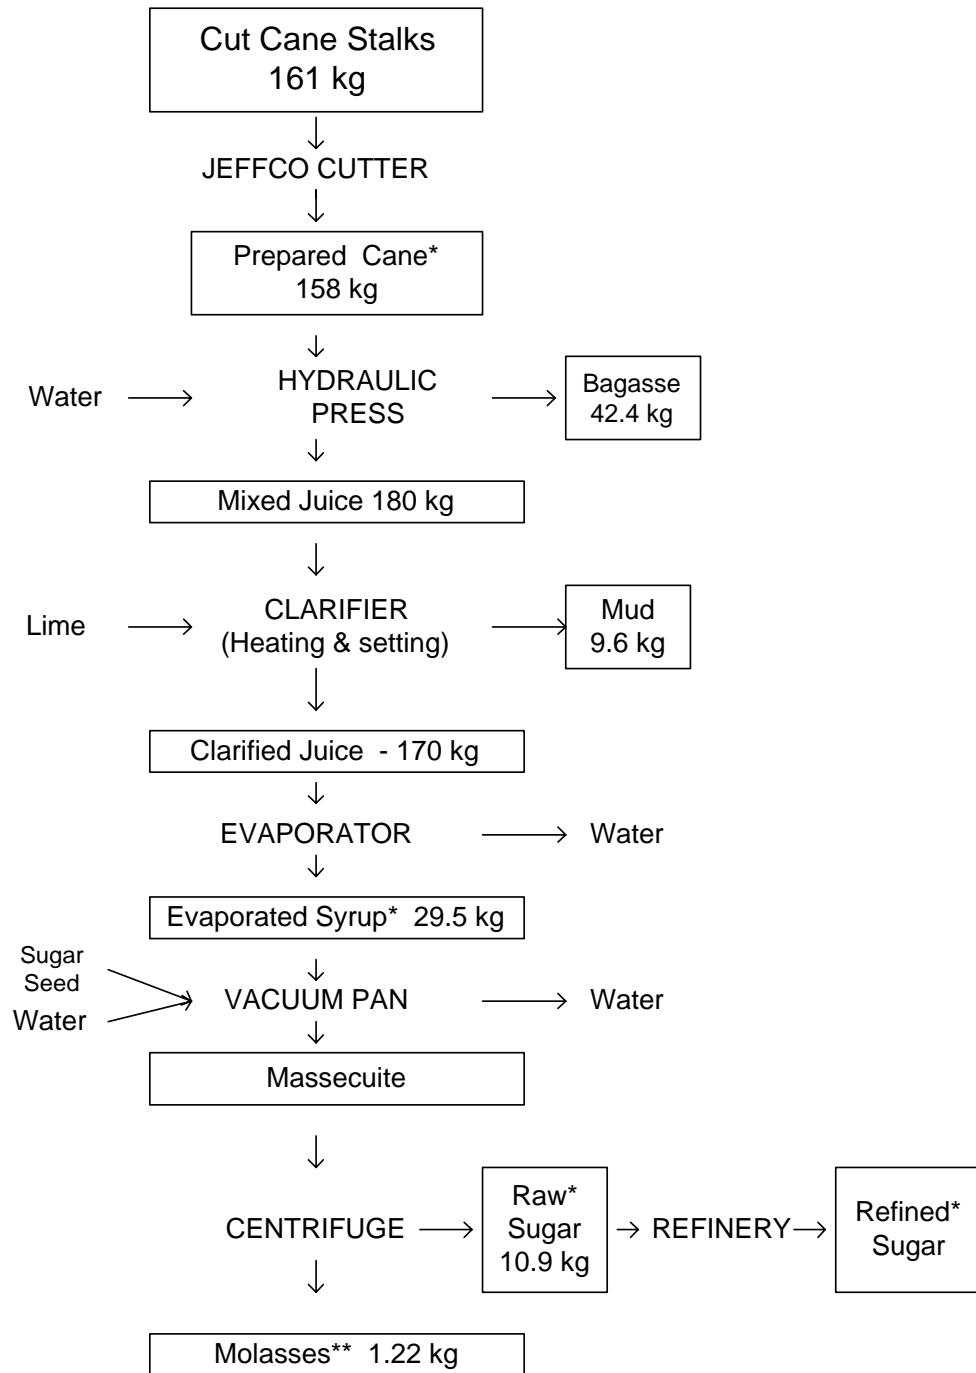 Cut Cane Stalks
161 kg
JEFFCO CUTTER
Prepared Cane*
158 kg
Water
HYDRAULIC
PRESS
Bagasse
42.4 kg
Mixed Juice 180 kg
Lime
CLARIFIER
(Heating & setting)
Mud
9.6 kg
Clarified Juice - 170 kg
EVAPORATOR
Water
Evaporated Syrup* 29.5 kg
Sugar
Seed
Water
VACUUM PAN
Water
Massecuite
CENTRIFUGE
Raw*
Sugar
10.9 kg
REFINERY
Refined*
Sugar
Molasses** 1.22 kg